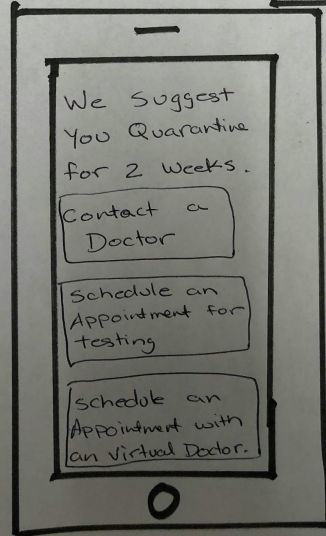 We Suggest
You Quarantine
for 2 weeks.
Contact a
Doctor
Schedule an
Appointment for
testing
Schedule an
Appointment with
an virtual Doctor.